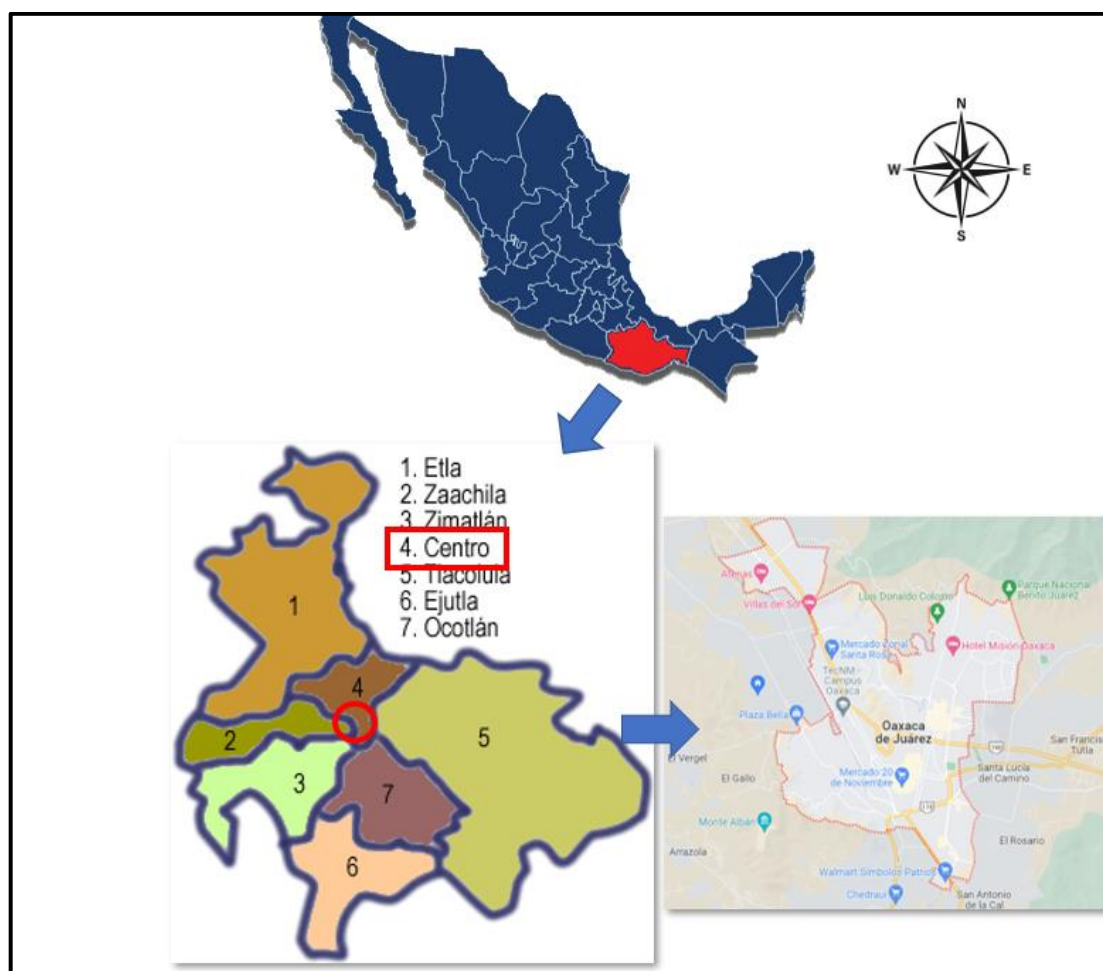 N
W E
S
1. Etla
2. Zaachila
3. Zimatlán
4. Centro
5. Tlacolula
6. Ejutla
7. Ocotlán
1
4
2
5
3
7
6
Atenas
Villas del Sol
Luis Donaldo Colosio
Parque Nacional
Benito Juárez
Mercado Zonal
Santa Rosa
Hotel Misión Oaxaca
TecNM -
Campus
Oaxaca
Plaza Bella
Oaxaca
de Juárez
190
San Francisco
Tutla
El Vergel
Santa Lucía
del Camino
El Gallo
Mercado 20
de Noviembre
Monte Albán
175
El Rosario
Arrazola
Walmart Símbolos Patrios
Chedraui
San Antonio
de la Cal